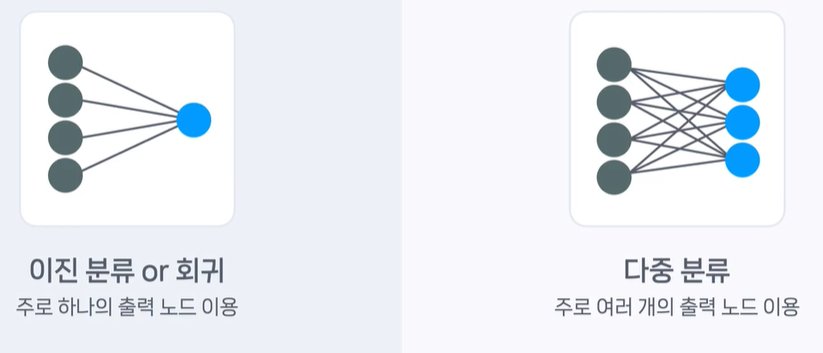 이진 분류 or 회귀
주로 하나의 출력 노드 이용
다중 분류
주로 여러 개의 출력 노드 이용